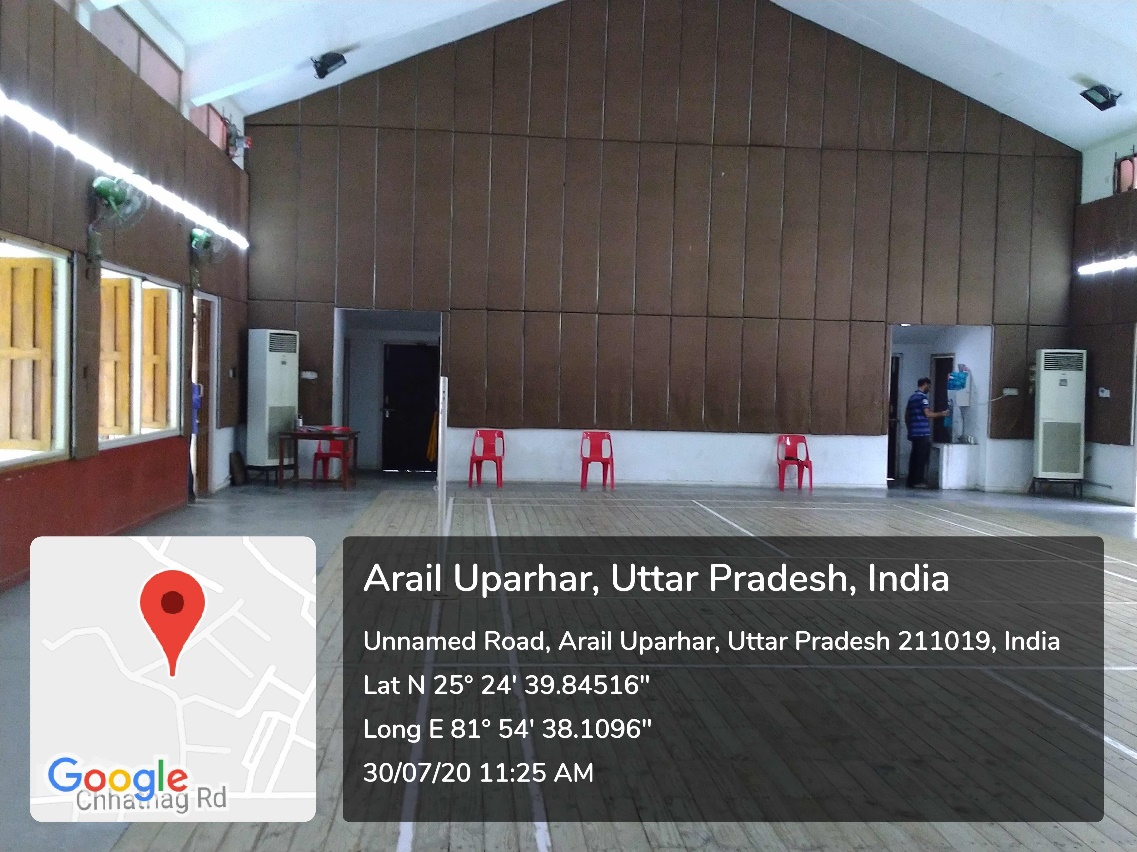 Arail Uparhar, Uttar Pradesh, India
Unnamed Road, Arail Uparhar, Uttar Pradesh 211019, India
Lat N 25° 24' 39.84516"
Long E 81° 54' 38.1096"
30/07/20 11:25 AM
Google
Chhatnag Rd